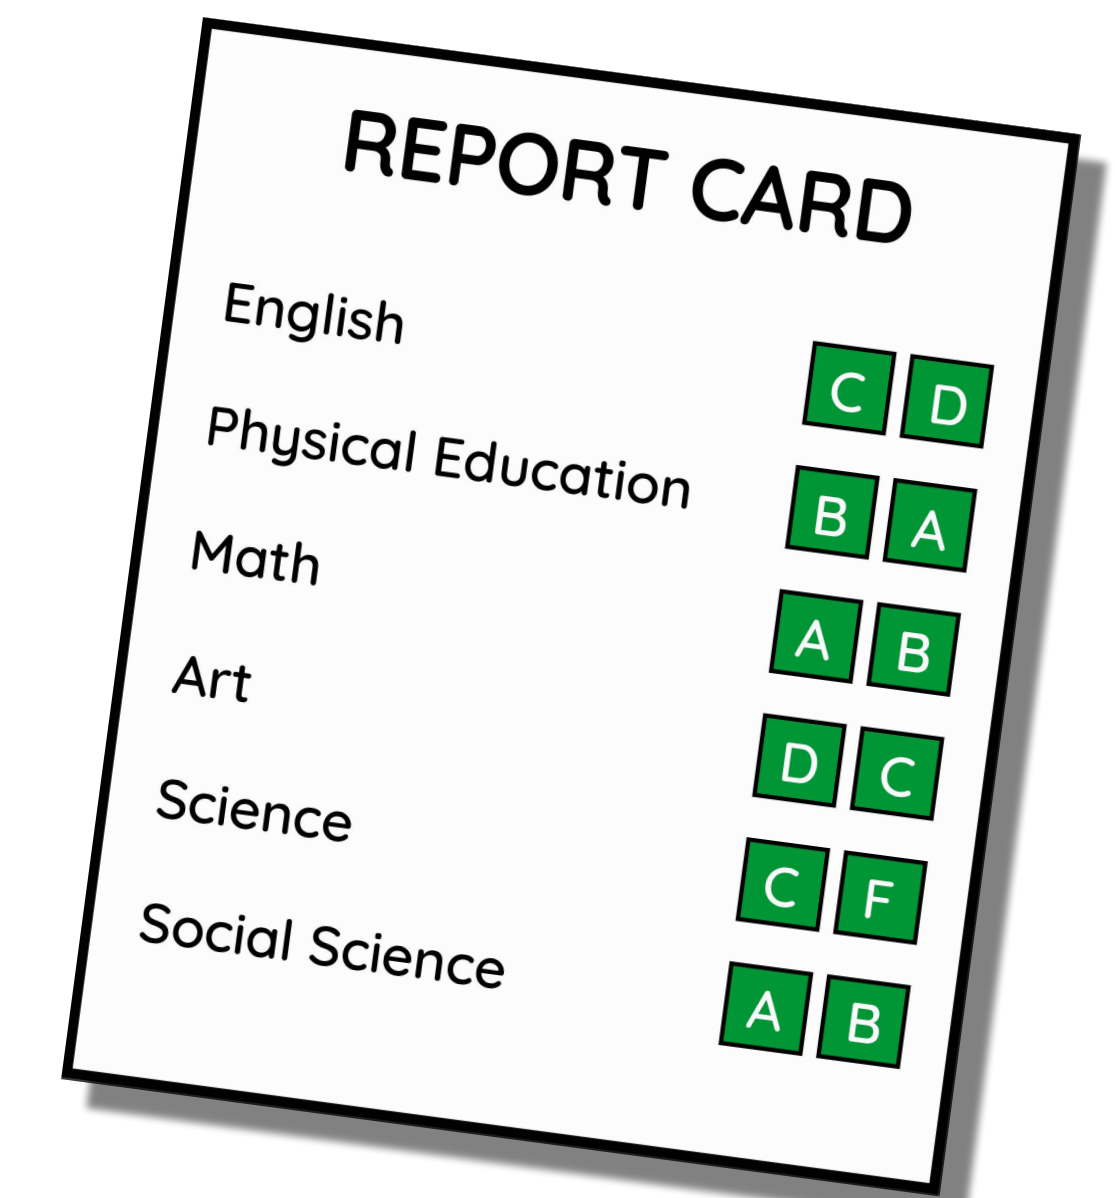 REPORT CARD
English C D
Physical Education B A
Math A B
Art D C
Science C F
Social Science A B